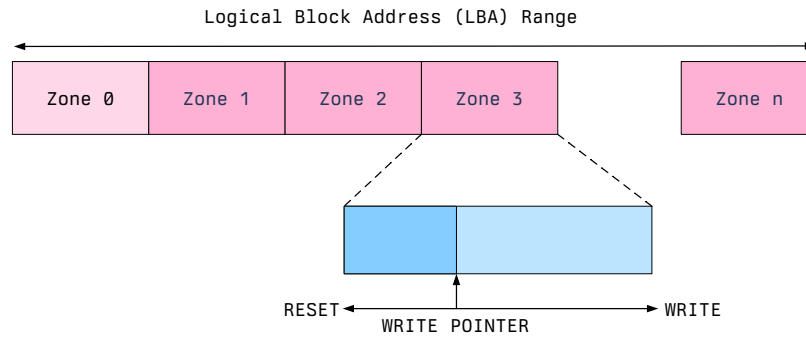 Logical Block Address (LBA) Range
Zone 0 Zone 1 Zone 2 Zone 3 Zone n
RESET WRITE
WRITE POINTER